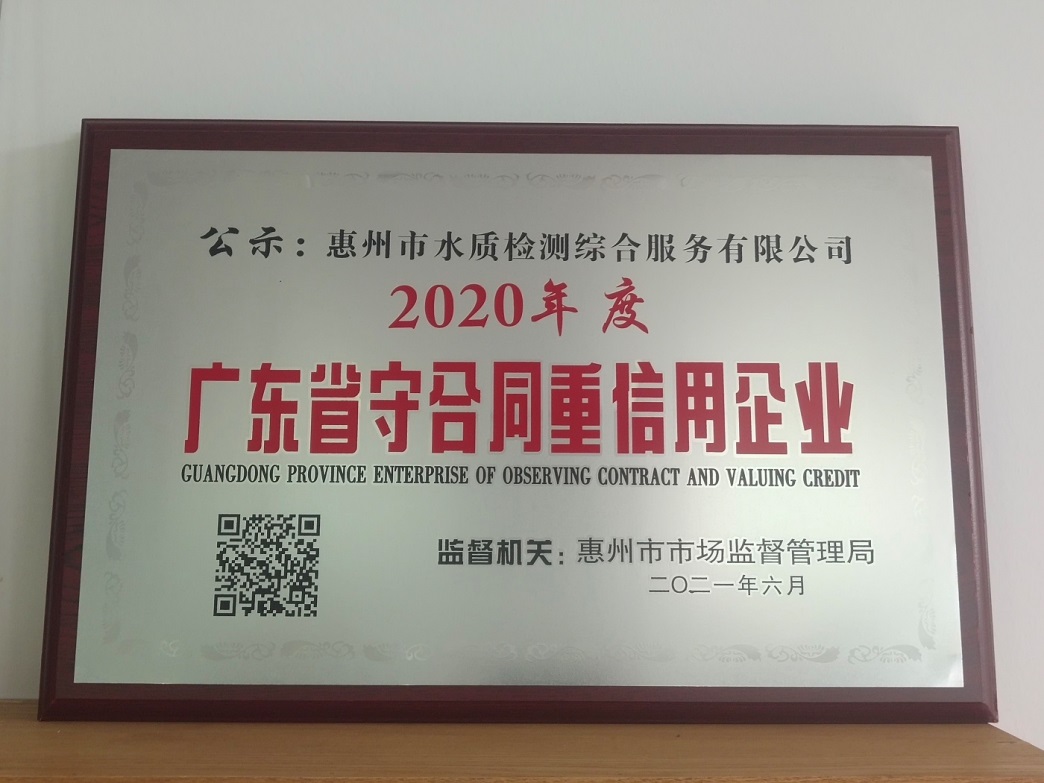 公示：惠州市水质检测综合服务有限公司
2020年度
广东省守合同重信用企业
GUANGDONG PROVINCE ENTERPRISE OF OBSERVING CONTRACT AND VALUING CREDIT
监督机关：惠州市市场监督管理局
二〇二一年六月